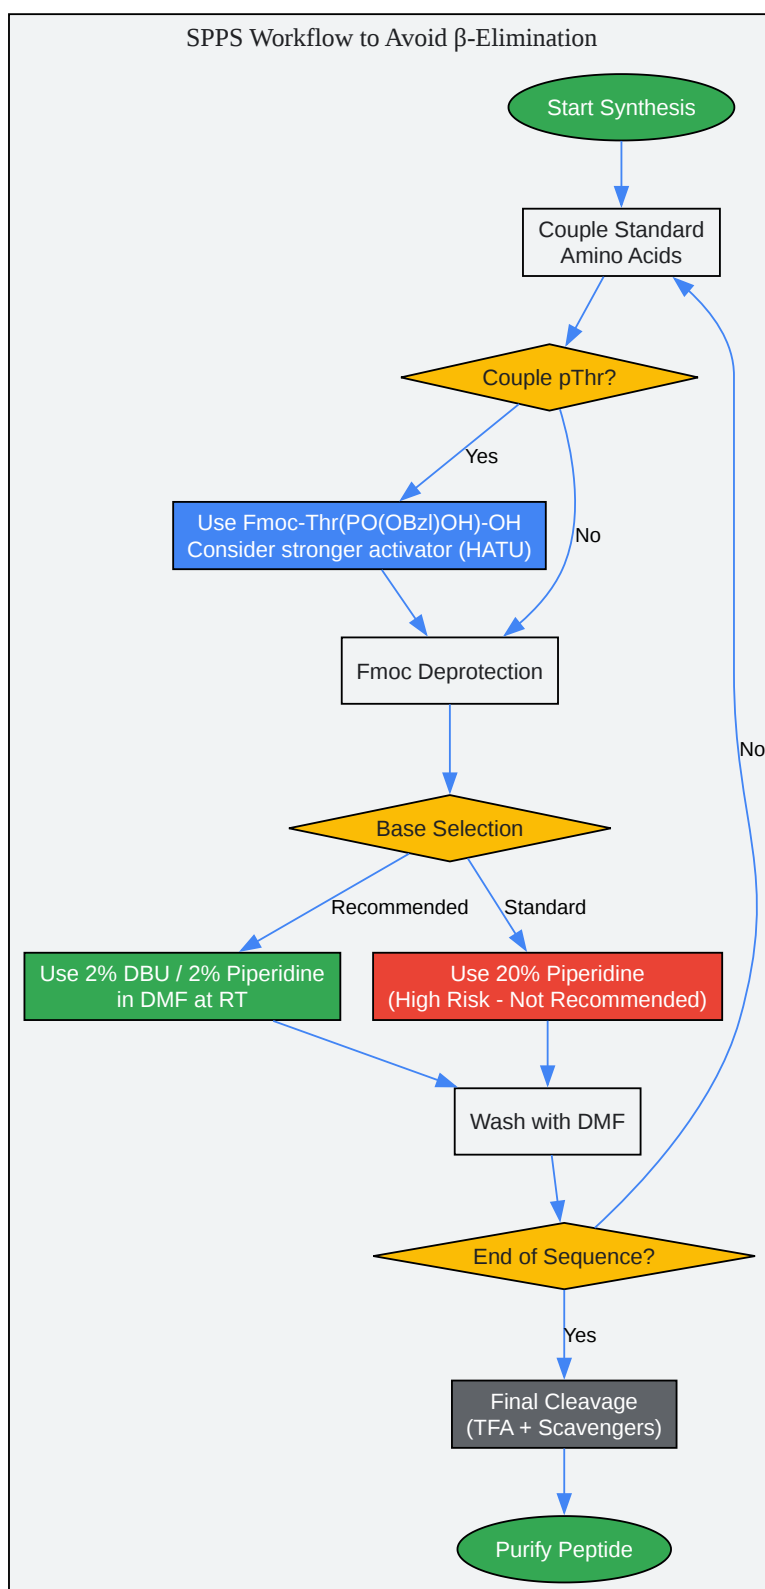 SPPS Workflow to Avoid β-Elimination
Start Synthesis
Couple Standard
Amino Acids
Couple pThr?
Yes
Use Fmoc-Thr(PO(OBzl)OH)-OH
Consider stronger activator (HATU)
No
Fmoc Deprotection
No
Base Selection
Recommended
Standard
Use 2% DBU / 2% Piperidine
in DMF at RT
Use 20% Piperidine
(High Risk - Not Recommended)
Wash with DMF
End of Sequence?
Yes
Final Cleavage
(TFA + Scavengers)
Purify Peptide